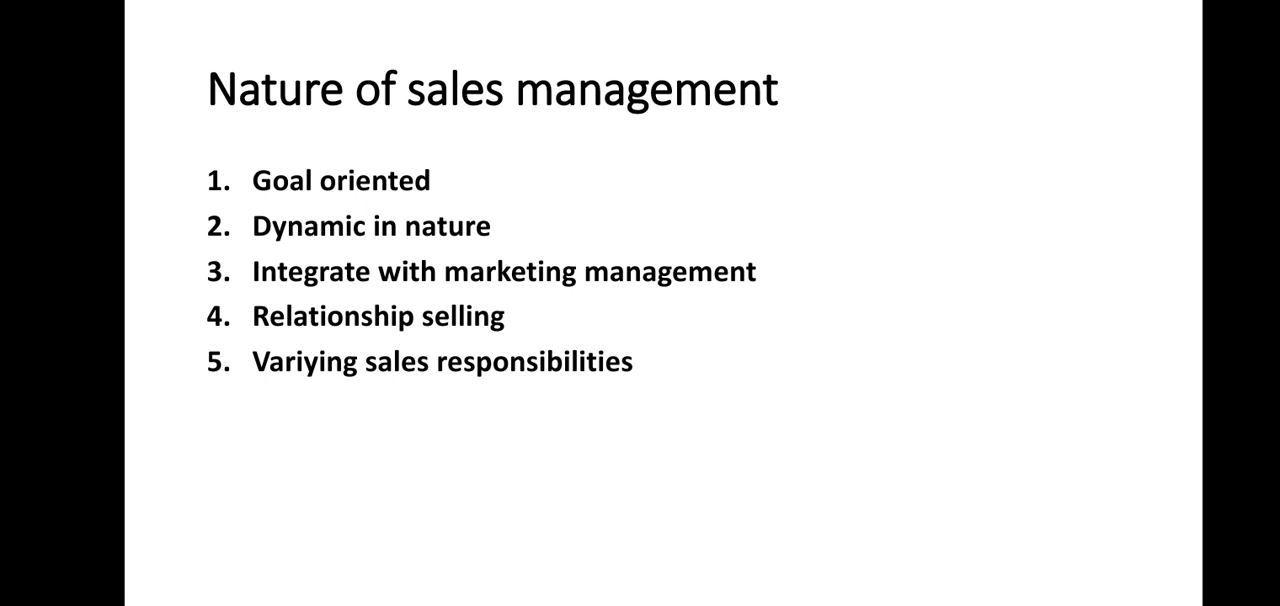 Nature of sales management
1. Goal oriented
2. Dynamic in nature
3. Integrate with marketing management
4. Relationship selling
5. Variying sales responsibilities